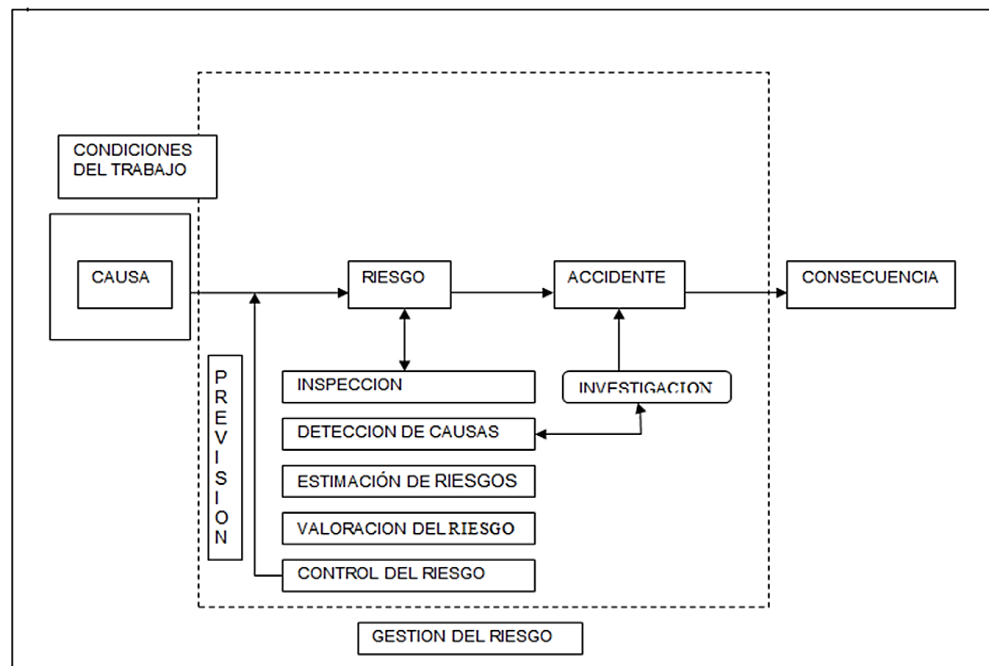 CONDICIONES
DEL TRABAJO
CAUSA
RIESGO
ACCIDENTE
CONSECUENCIA
PREVISION
INSPECCION
INVESTIGACION
DETECCION DE CAUSAS
ESTIMACIÓN DE RIESGOS
VALORACION DEL RIESGO
CONTROL DEL RIESGO
GESTION DEL RIESGO